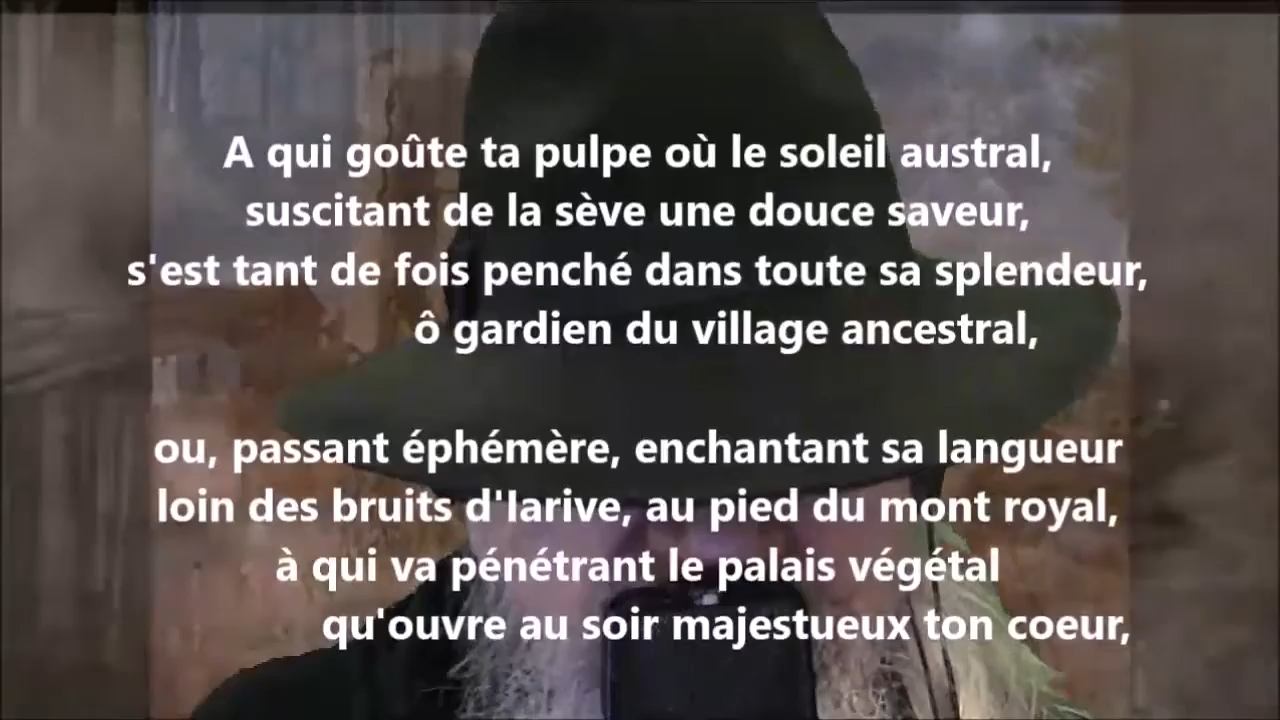 A qui goûte ta pulpe où le soleil austral,
suscitant de la sève une douce saveur,
s'est tant de fois penché dans toute sa splendeur,
ô gardien du village ancestral,
ou, passant éphémère, enchantant sa langueur
loin des bruits d'Iarive, au pied du mont royal,
à qui va pénétrant le palais végétal
qu'ouvre au soir majestueux ton coeur,